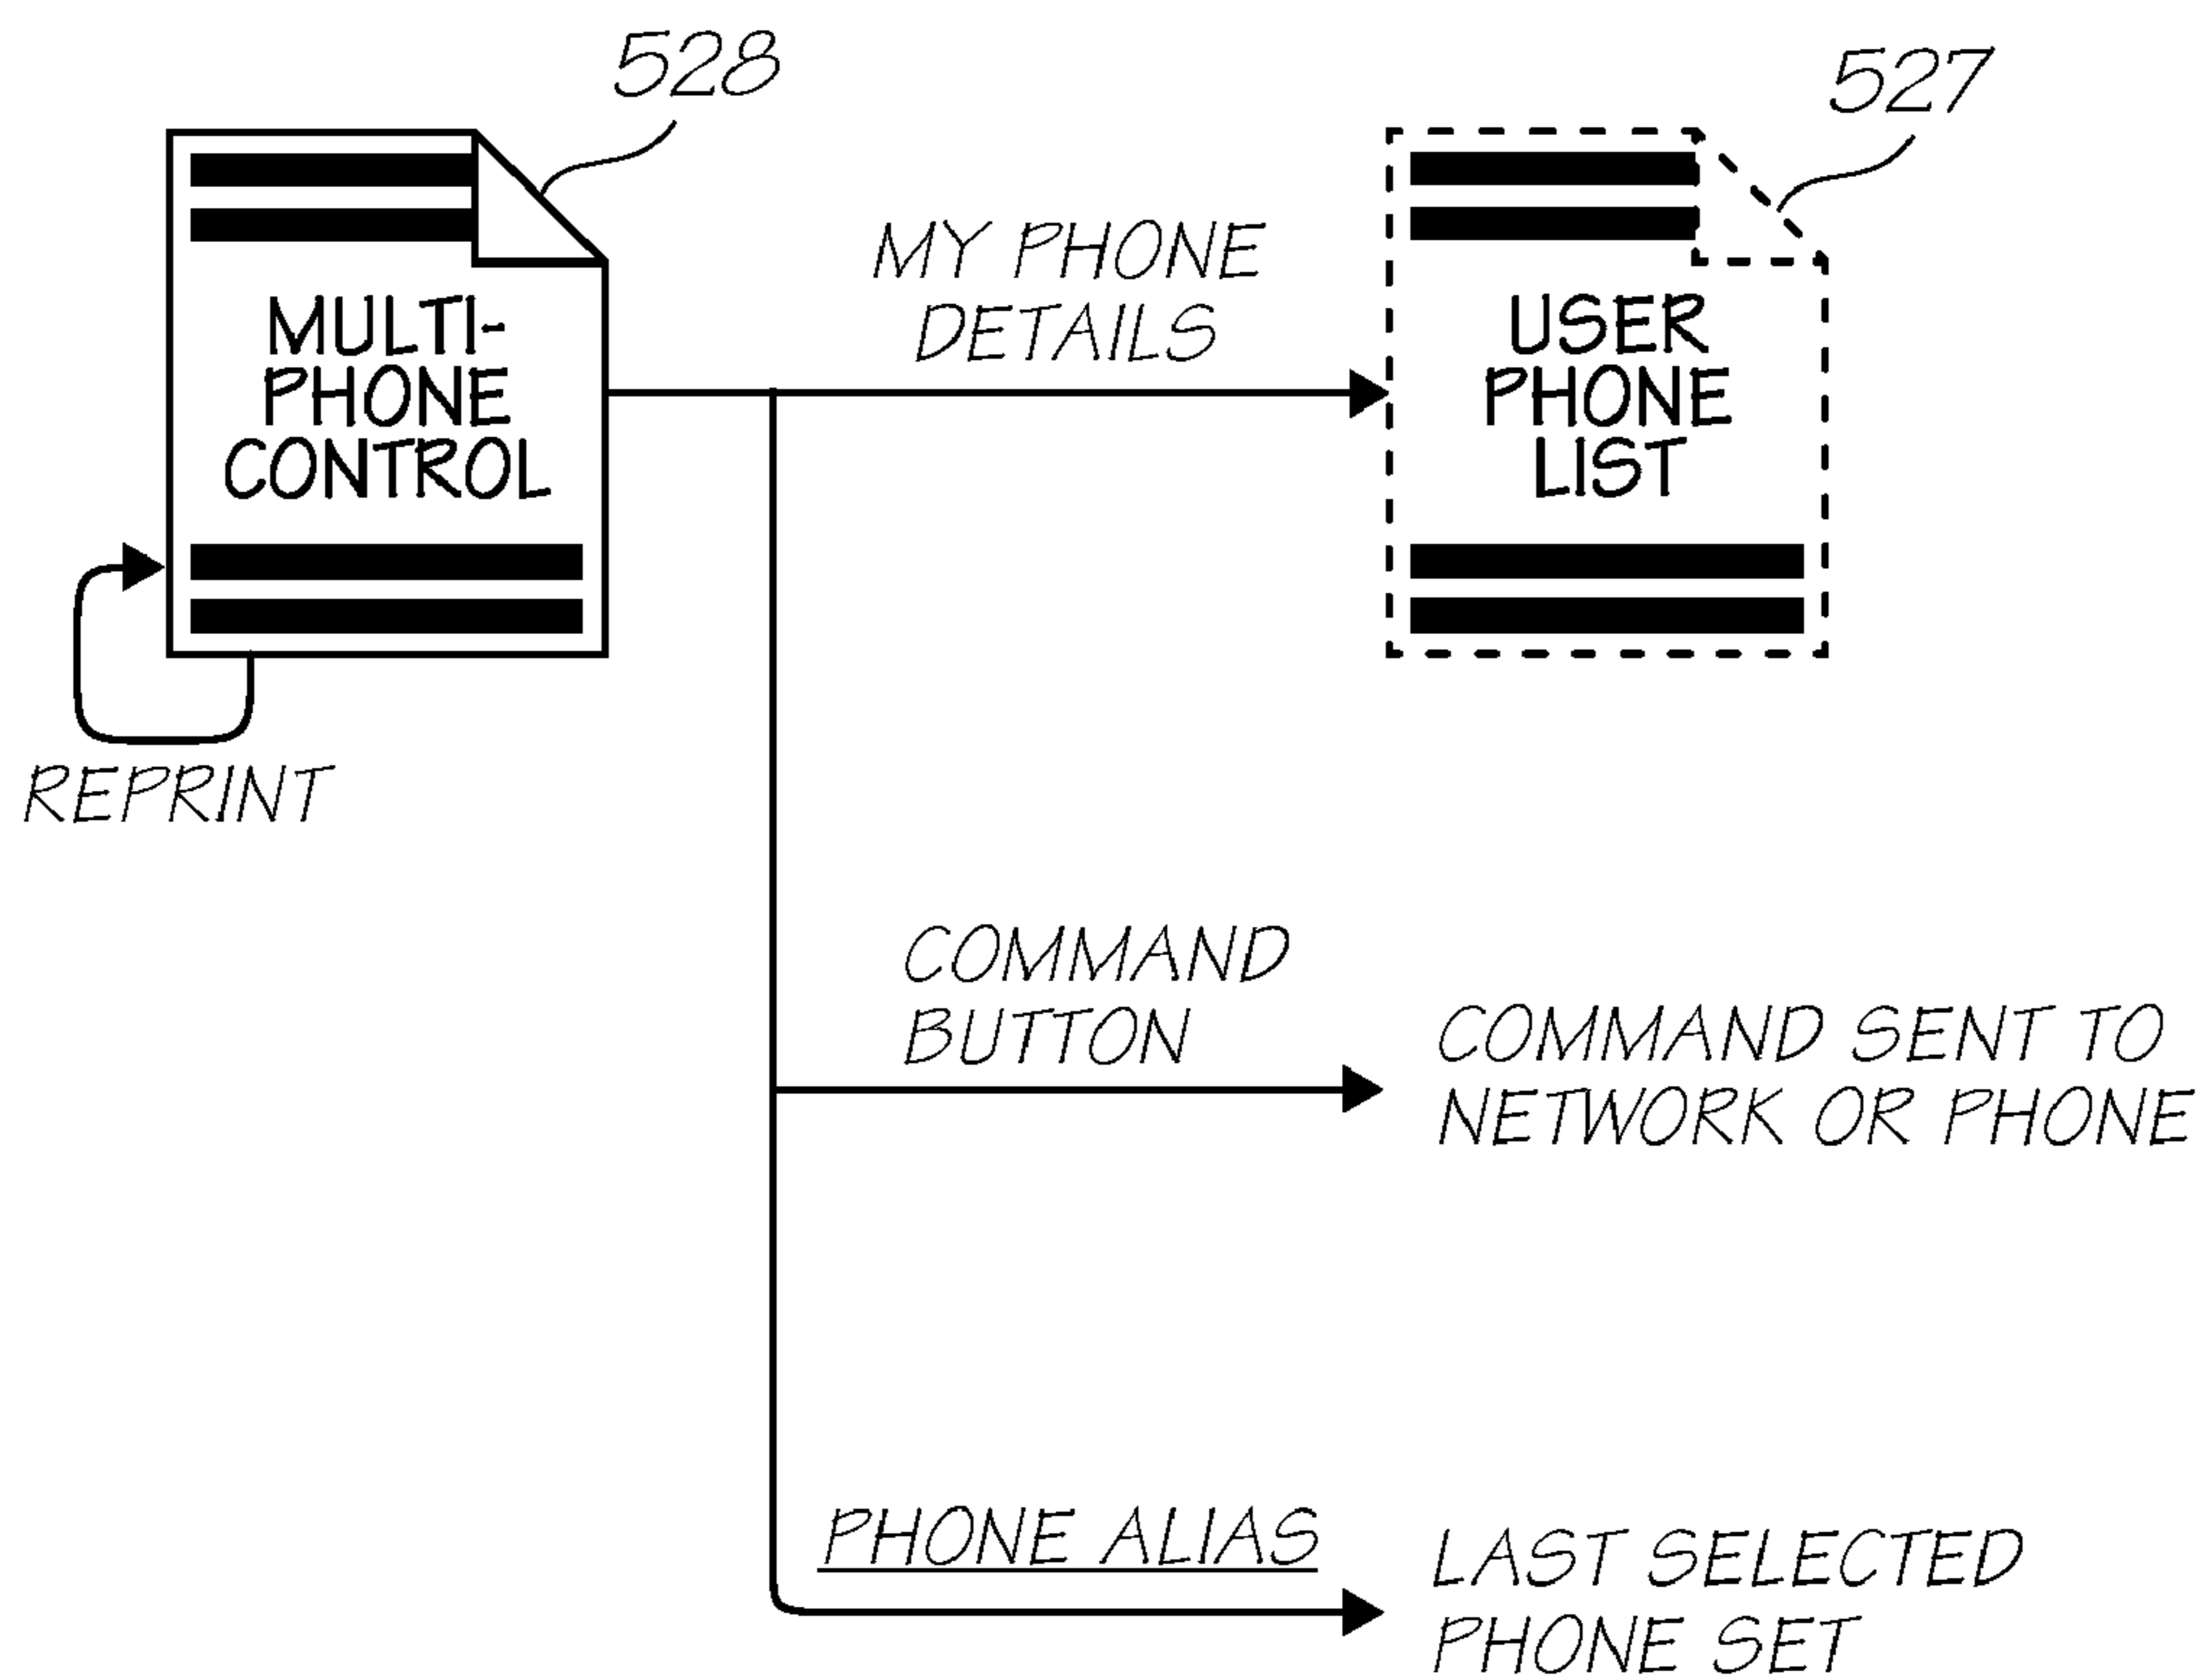 528
527
MY PHONE
DETAILS
MULTI-
PHONE
CONTROL
USER
PHONE
LIST
REPRINT
COMMAND
BUTTON
COMMAND SENT TO
NETWORK OR PHONE
PHONE ALIAS
LAST SELECTED
PHONE SET